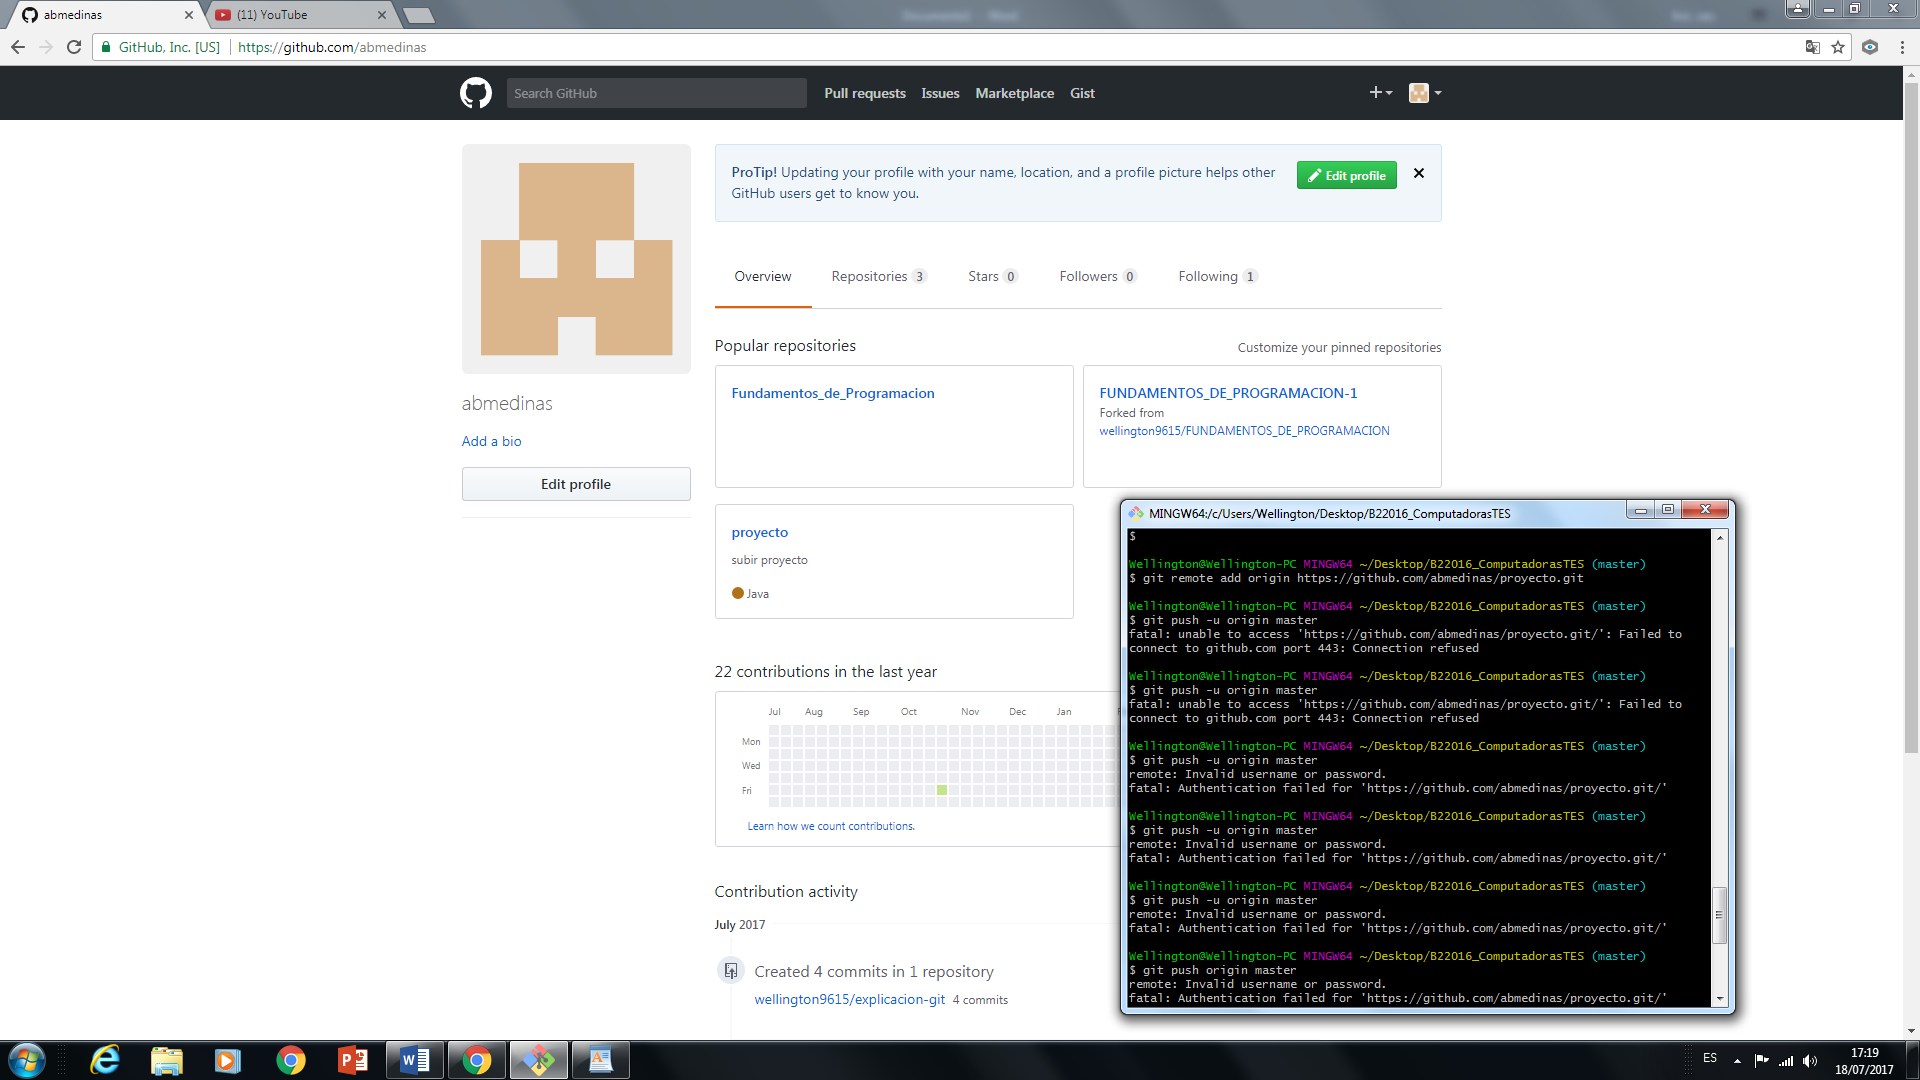 abmedinas
(11) YouTube
GitHub, Inc. [US]
https://github.com/abmedinas
Search GitHub
Pull requests
Issues
Marketplace
Gist
ProTip! Updating your profile with your name, location, and a profile picture helps other
GitHub users get to know you.
Edit profile
Overview
Repositories 3
Stars 0
Followers 0
Following 1
Popular repositories
Customize your pinned repositories
Fundamentos_de_Programacion
FUNDAMENTOS_DE_PROGRAMACION-1
Forked from
wellington9615/FUNDAMENTOS_DE_PROGRAMACION
abmedinas
Add a bio
Edit profile
proyecto
subir proyecto
Java
22 contributions in the last year
Jul Aug Sep Oct Nov Dec Jan
Mon
Wed
Fri
Learn how we count contributions.
Contribution activity
July 2017
Created 4 commits in 1 repository
wellington9615/explicacion-git 4 commits
MINGW64:/c/Users/Wellington/Desktop/B22016_ComputadorasTES
$
Wellington@Wellington-PC MINGW64 ~/Desktop/B22016_ComputadorasTES (master)
$ git remote add origin https://github.com/abmedinas/proyecto.git
Wellington@Wellington-PC MINGW64 ~/Desktop/B22016_ComputadorasTES (master)
$ git push -u origin master
fatal: unable to access 'https://github.com/abmedinas/proyecto.git/': Failed to
connect to github.com port 443: Connection refused
Wellington@Wellington-PC MINGW64 ~/Desktop/B22016_ComputadorasTES (master)
$ git push -u origin master
fatal: unable to access 'https://github.com/abmedinas/proyecto.git/': Failed to
connect to github.com port 443: Connection refused
Wellington@Wellington-PC MINGW64 ~/Desktop/B22016_ComputadorasTES (master)
$ git push -u origin master
remote: Invalid username or password.
fatal: Authentication failed for 'https://github.com/abmedinas/proyecto.git/'
Wellington@Wellington-PC MINGW64 ~/Desktop/B22016_ComputadorasTES (master)
$ git push -u origin master
remote: Invalid username or password.
fatal: Authentication failed for 'https://github.com/abmedinas/proyecto.git/'
Wellington@Wellington-PC MINGW64 ~/Desktop/B22016_ComputadorasTES (master)
$ git push -u origin master
remote: Invalid username or password.
fatal: Authentication failed for 'https://github.com/abmedinas/proyecto.git/'
Wellington@Wellington-PC MINGW64 ~/Desktop/B22016_ComputadorasTES (master)
$ git push origin master
remote: Invalid username or password.
fatal: Authentication failed for 'https://github.com/abmedinas/proyecto.git/'
ES
17:19
18/07/2017